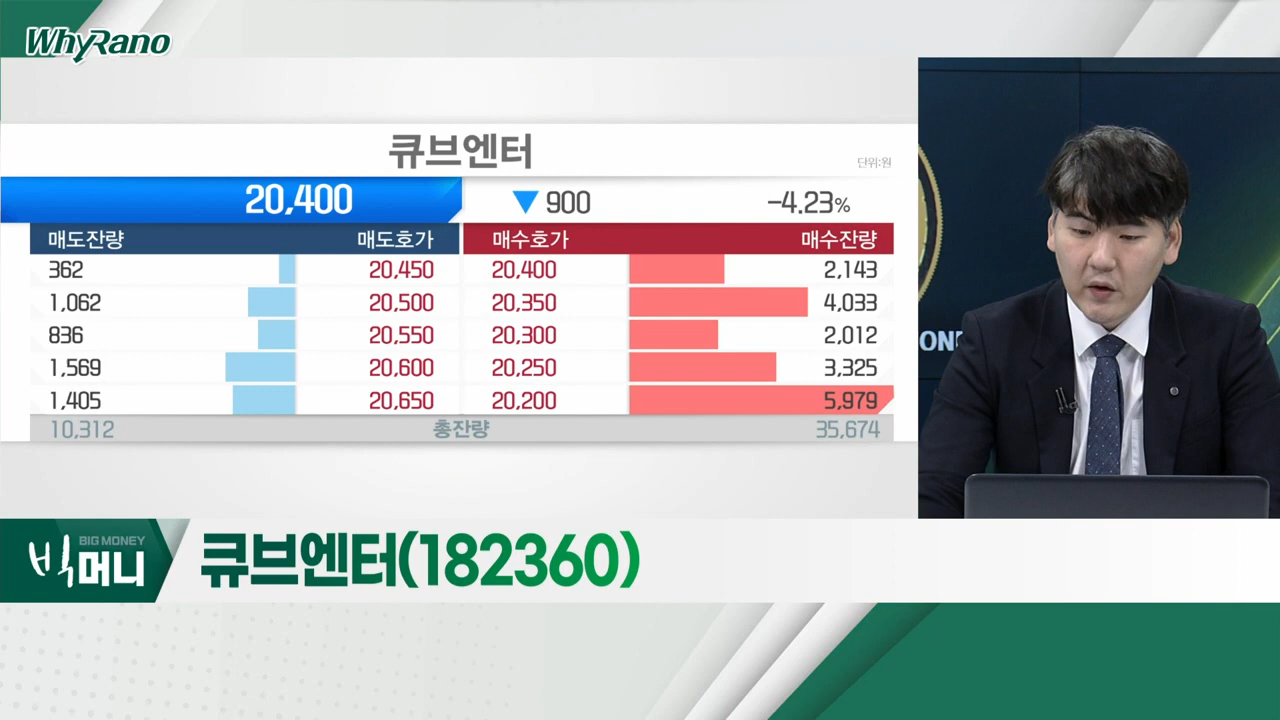 WhyRano
큐브엔터
단위:원
20,400 ▼ 900 -4.23%
매도잔량 매도호가 매수호가 매수잔량
362 20,450 20,400 2,143
1,062 20,500 20,350 4,033
836 20,550 20,300 2,012
1,569 20,600 20,250 3,325
1,405 20,650 20,200 5,979
10,312 총잔량 35,674
BIG MONEY
빅머니
큐브엔터(182360)